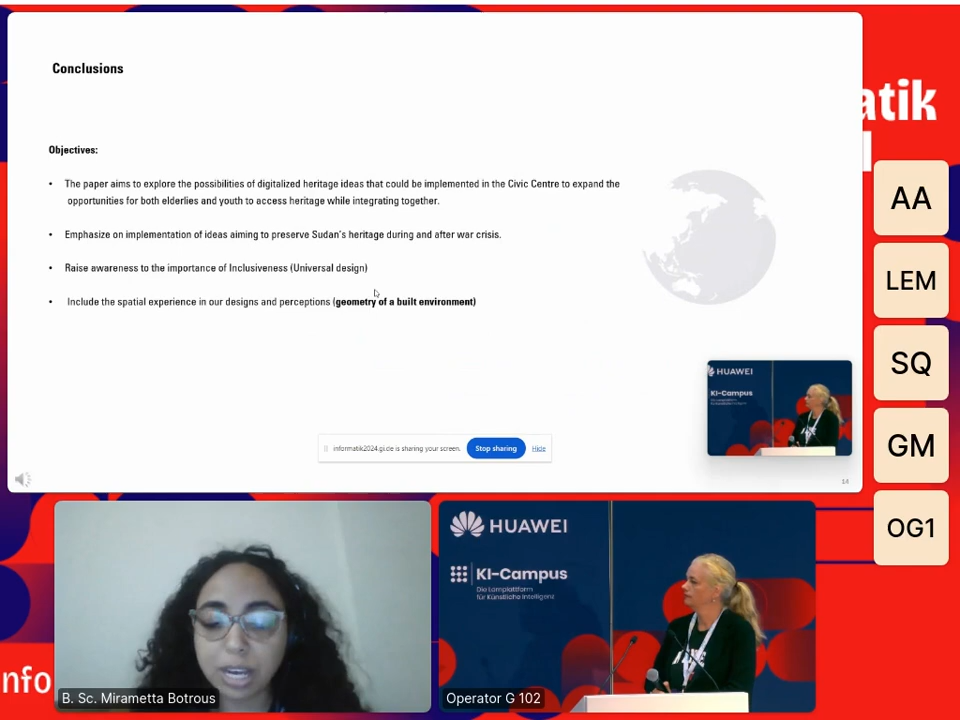 Conclusions
Objectives:
• The paper aims to explore the possibilities of digitalized heritage ideas that could be implemented in the Civic Centre to expand the
opportunities for both elderlies and youth to access heritage while integrating together.
• Emphasize on implementation of ideas aiming to preserve Sudan's heritage during and after war crisis.
• Raise awareness to the importance of Inclusiveness (Universal design)
• Include the spatial experience in our designs and perceptions (geometry of a built environment)
HUAWEI
KI-Campus
informatik2024.gi.de is sharing your screen.
Stop sharing
Hide
14
atik
AA
LEM
SQ
GM
OG1
HUAWEI
KI-Campus
Die Lernplattform
für Künstliche Intelligenz
nfo
B. Sc. Mirametta Botrous
Operator G 102